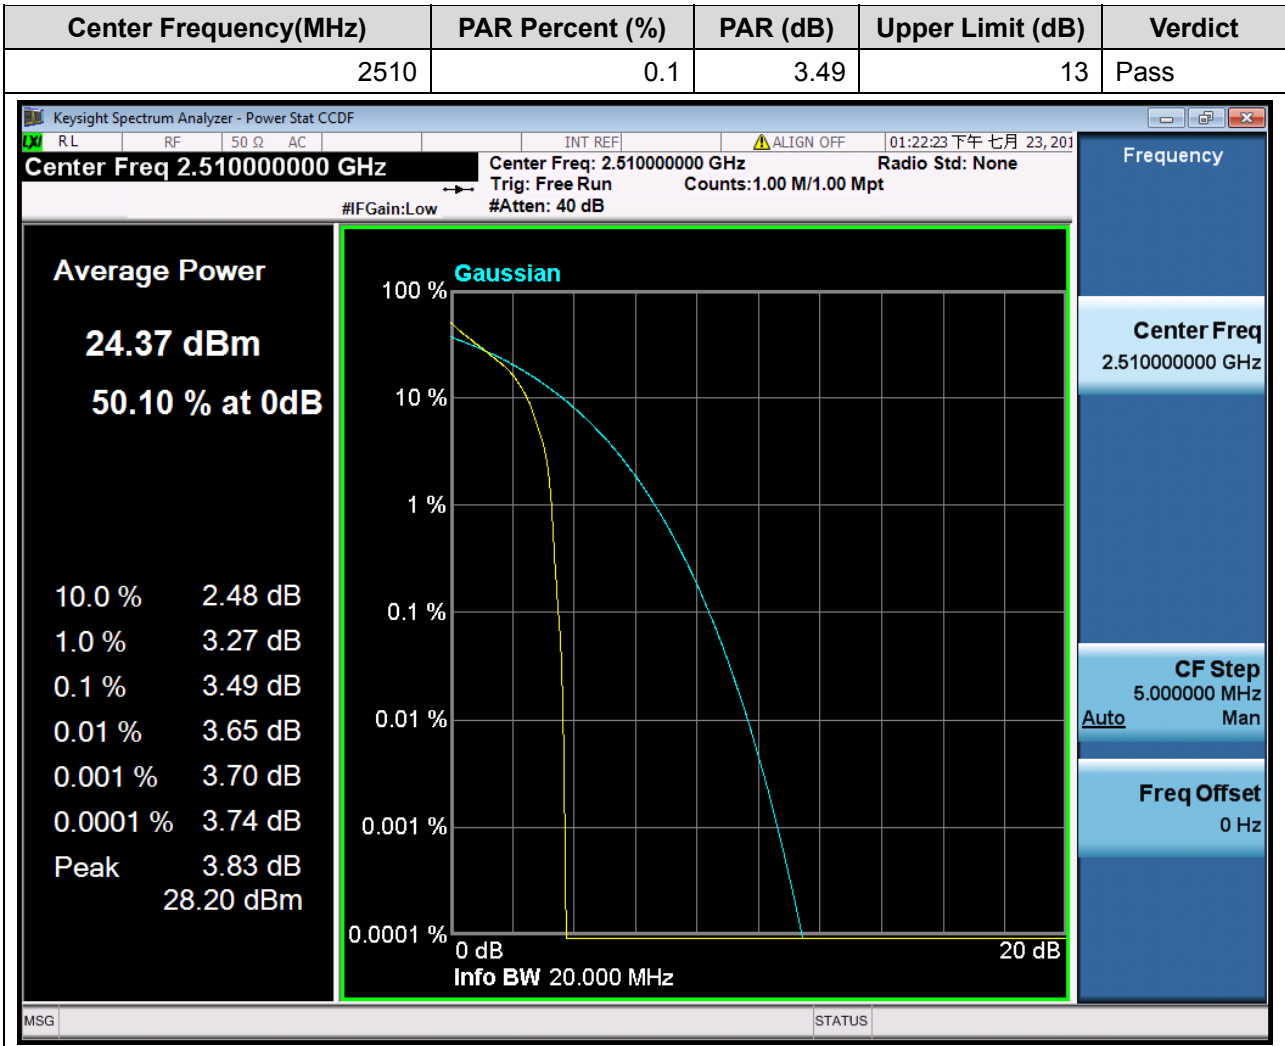 Center Frequency(MHz) PAR Percent (%) PAR (dB) Upper Limit (dB) Verdict
2510 0.1 3.49 13 Pass
Keysight Spectrum Analyzer - Power Stat CCDF
LXI RL RF 50 Ω AC INT REF ALIGN OFF 01:22:23 下午 七月 23, 201
Center Freq 2.510000000 GHz
Center Freq: 2.510000000 GHz Radio Std: None
Trig: Free Run Counts:1.00 M/1.00 Mpt
#IFGain:Low #Atten: 40 dB
Average Power
24.37 dBm
50.10 % at 0dB
10.0 % 2.48 dB
1.0 % 3.27 dB
0.1 % 3.49 dB
0.01 % 3.65 dB
0.001 % 3.70 dB
0.0001 % 3.74 dB
Peak 3.83 dB
28.20 dBm
Gaussian
100 %
10 %
1 %
0.1 %
0.01 %
0.001 %
0.0001 %
0 dB 20 dB
Info BW 20.000 MHz
Frequency
Center Freq
2.510000000 GHz
CF Step
5.000000 MHz
Auto Man
Freq Offset
0 Hz
MSG STATUS